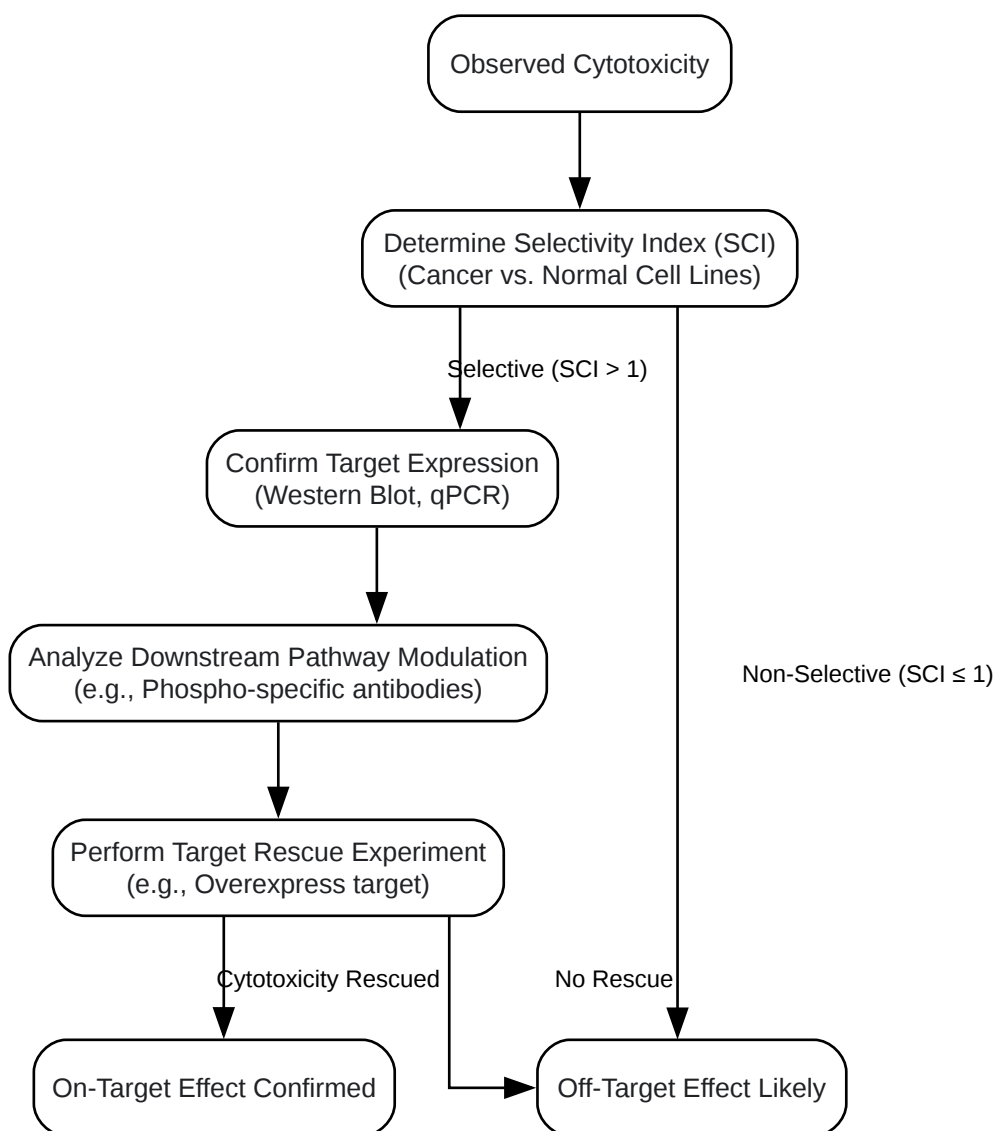 Observed Cytotoxicity
Determine Selectivity Index (SCI)
(Cancer vs. Normal Cell Lines)
Selective (SCI > 1)
Confirm Target Expression
(Western Blot, qPCR)
Analyze Downstream Pathway Modulation
(e.g., Phospho-specific antibodies)
Non-Selective (SCI ≤ 1)
Perform Target Rescue Experiment
(e.g., Overexpress target)
Cytotoxicity Rescued
No Rescue
On-Target Effect Confirmed
Off-Target Effect Likely